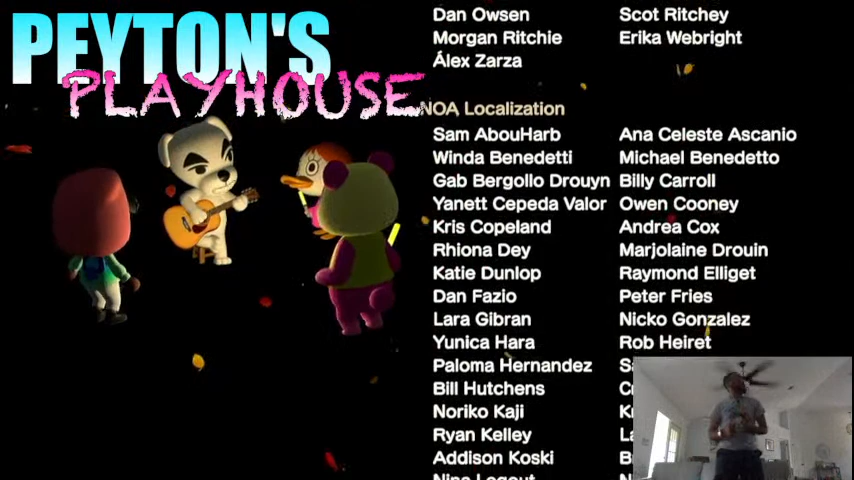 PEYTON'S
PLAYHOUSE
Dan Owsen Scot Ritchey
Morgan Ritchie Erika Webright
Álex Zarza
NOA Localization
Sam AbouHarb Ana Celeste Ascanio
Winda Benedetti Michael Benedetto
Gab Bergollo Drouyn Billy Carroll
Yanett Cepeda Valor Owen Cooney
Kris Copeland Andrea Cox
Rhiona Dey Marjolaine Drouin
Katie Dunlop Raymond Elliget
Dan Fazio Peter Fries
Lara Gibran Nicko Gonzalez
Yunica Hara Rob Heiret
Paloma Hernandez
Bill Hutchens
Noriko Kaji
Ryan Kelley
Addison Koski